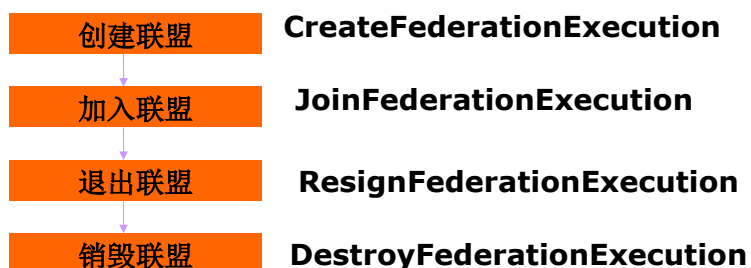 创建联盟 CreateFederationExecution
加入联盟 JoinFederationExecution
退出联盟 ResignFederationExecution
销毁联盟 DestroyFederationExecution